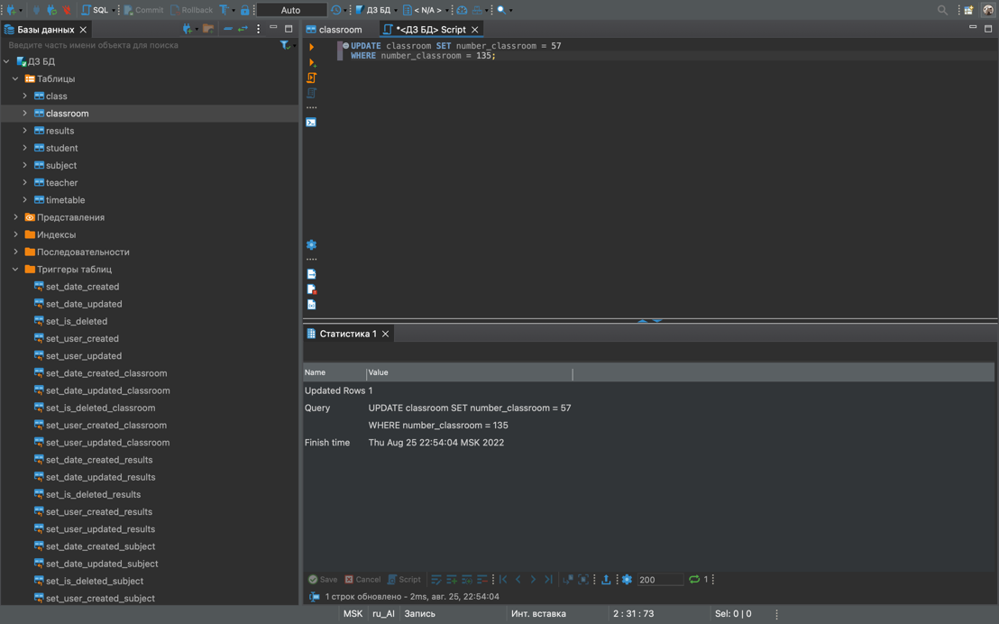 SQL
Commit
Rollback
Auto
ДЗ БД
< N/A >
Базы данных
classroom
*<ДЗ БД> Script
Введите часть имени объекта для поиска
ДЗ БД
Таблицы
class
classroom
results
student
subject
teacher
timetable
Представления
Индексы
Последовательности
Триггеры таблиц
set_date_created
set_date_updated
set_is_deleted
set_user_created
set_user_updated
set_date_created_classroom
set_date_updated_classroom
set_is_deleted_classroom
set_user_created_classroom
set_user_updated_classroom
set_date_created_results
set_date_updated_results
set_is_deleted_results
set_user_created_results
set_user_updated_results
set_date_created_subject
set_date_updated_subject
set_is_deleted_subject
set_user_created_subject
UPDATE classroom SET number_classroom = 57
WHERE number_classroom = 135;
Статистика 1
Name Value
Updated Rows 1
Query UPDATE classroom SET number_classroom = 57
WHERE number_classroom = 135
Finish time Thu Aug 25 22:54:04 MSK 2022
Save Cancel Script 200 1
1 строк обновлено - 2ms, авг. 25, 22:54:04
MSK ru_AI Запись Инт. вставка 2 : 31 : 73 Sel: 0 | 0